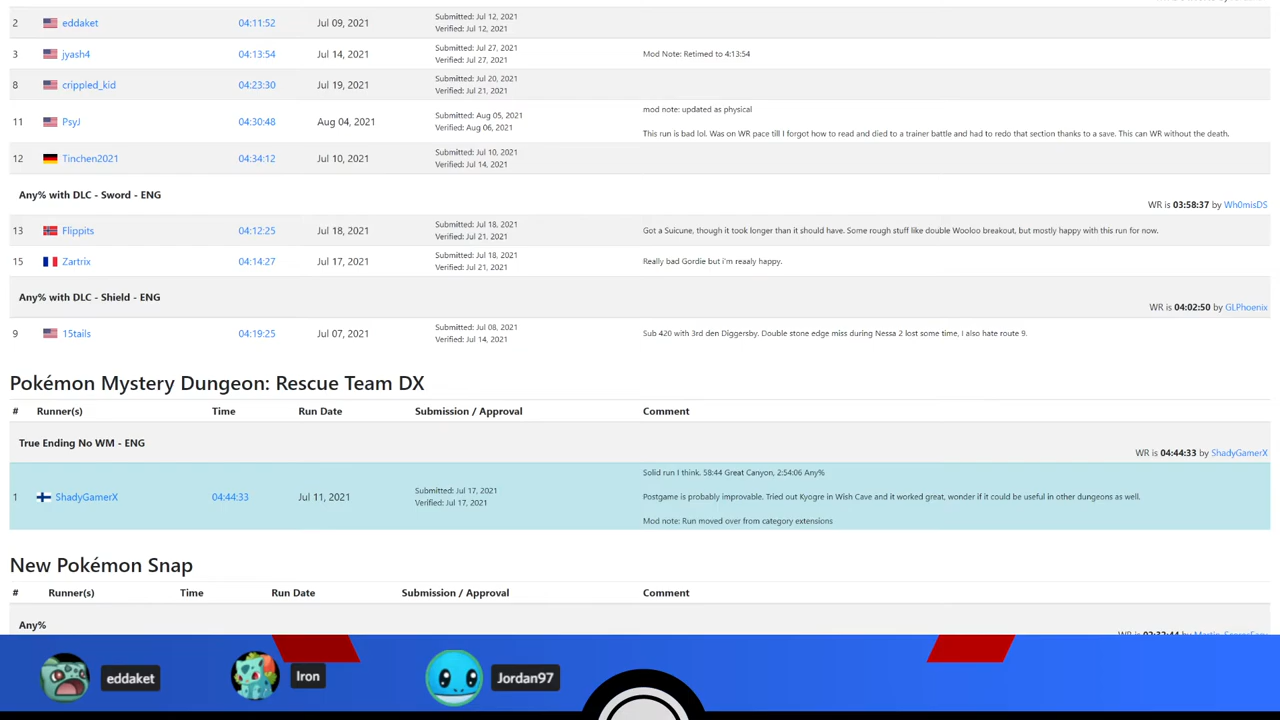 2 eddaket 04:11:52 Jul 09, 2021 Submitted: Jul 12, 2021
Verified: Jul 12, 2021
3 jyash4 04:13:54 Jul 14, 2021 Submitted: Jul 27, 2021 Mod Note: Retimed to 4:13:54
Verified: Jul 27, 2021
8 crippled_kid 04:23:30 Jul 19, 2021 Submitted: Jul 20, 2021
Verified: Jul 21, 2021
mod note: updated as physical
11 PsyJ 04:30:48 Aug 04, 2021 Submitted: Aug 05, 2021
Verified: Aug 06, 2021
This run is bad lol. Was on WR pace till I forgot how to read and died to a trainer battle and had to redo that section thanks to a save. This can WR without the death.
12 Tinchen2021 04:34:12 Jul 10, 2021 Submitted: Jul 10, 2021
Verified: Jul 14, 2021
Any% with DLC - Sword - ENG
WR is 03:58:37 by Wh0misDS
13 Flippits 04:12:25 Jul 18, 2021 Submitted: Jul 18, 2021 Got a Suicune, though it took longer than it should have. Some rough stuff like double Wooloo breakout, but mostly happy with this run for now.
Verified: Jul 21, 2021
15 Zartrix 04:14:27 Jul 17, 2021 Submitted: Jul 18, 2021 Really bad Gordie but i'm reaaly happy.
Verified: Jul 21, 2021
Any% with DLC - Shield - ENG
WR is 04:02:50 by GLPhoenix
9 15tails 04:19:25 Jul 07, 2021 Submitted: Jul 08, 2021 Sub 420 with 3rd den Diggersby. Double stone edge miss during Nessa 2 lost some time, I also hate route 9.
Verified: Jul 14, 2021
Pokémon Mystery Dungeon: Rescue Team DX
# Runner(s) Time Run Date Submission / Approval Comment
True Ending No WM - ENG
WR is 04:44:33 by ShadyGamerX
Solid run I think. 58:44 Great Canyon, 2:54:06 Any%
1 ShadyGamerX 04:44:33 Jul 11, 2021 Submitted: Jul 17, 2021 Postgame is probably improvable. Tried out Kyogre in Wish Cave and it worked great, wonder if it could be useful in other dungeons as well.
Verified: Jul 17, 2021
Mod note: Run moved over from category extensions
New Pokémon Snap
# Runner(s) Time Run Date Submission / Approval Comment
Any%
eddaket Iron Jordan97